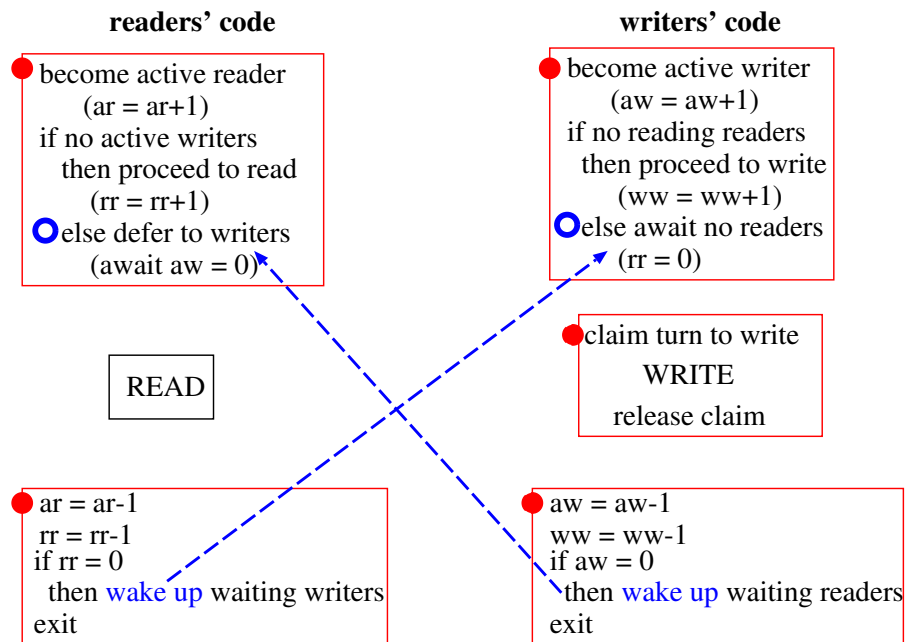 readers’ code
become active reader
(ar = ar+1)
if no active writers
then proceed to read
(rr = rr+1)
else defer to writers
(await aw = 0)
READ
ar = ar-1
rr = rr-1
if rr = 0
then wake up waiting writers
exit
writers’ code
become active writer
(aw = aw+1)
if no reading readers
then proceed to write
(ww = ww+1)
else await no readers
(rr = 0)
claim turn to write
WRITE
release claim
aw = aw-1
ww = ww-1
if aw = 0
then wake up waiting readers
exit